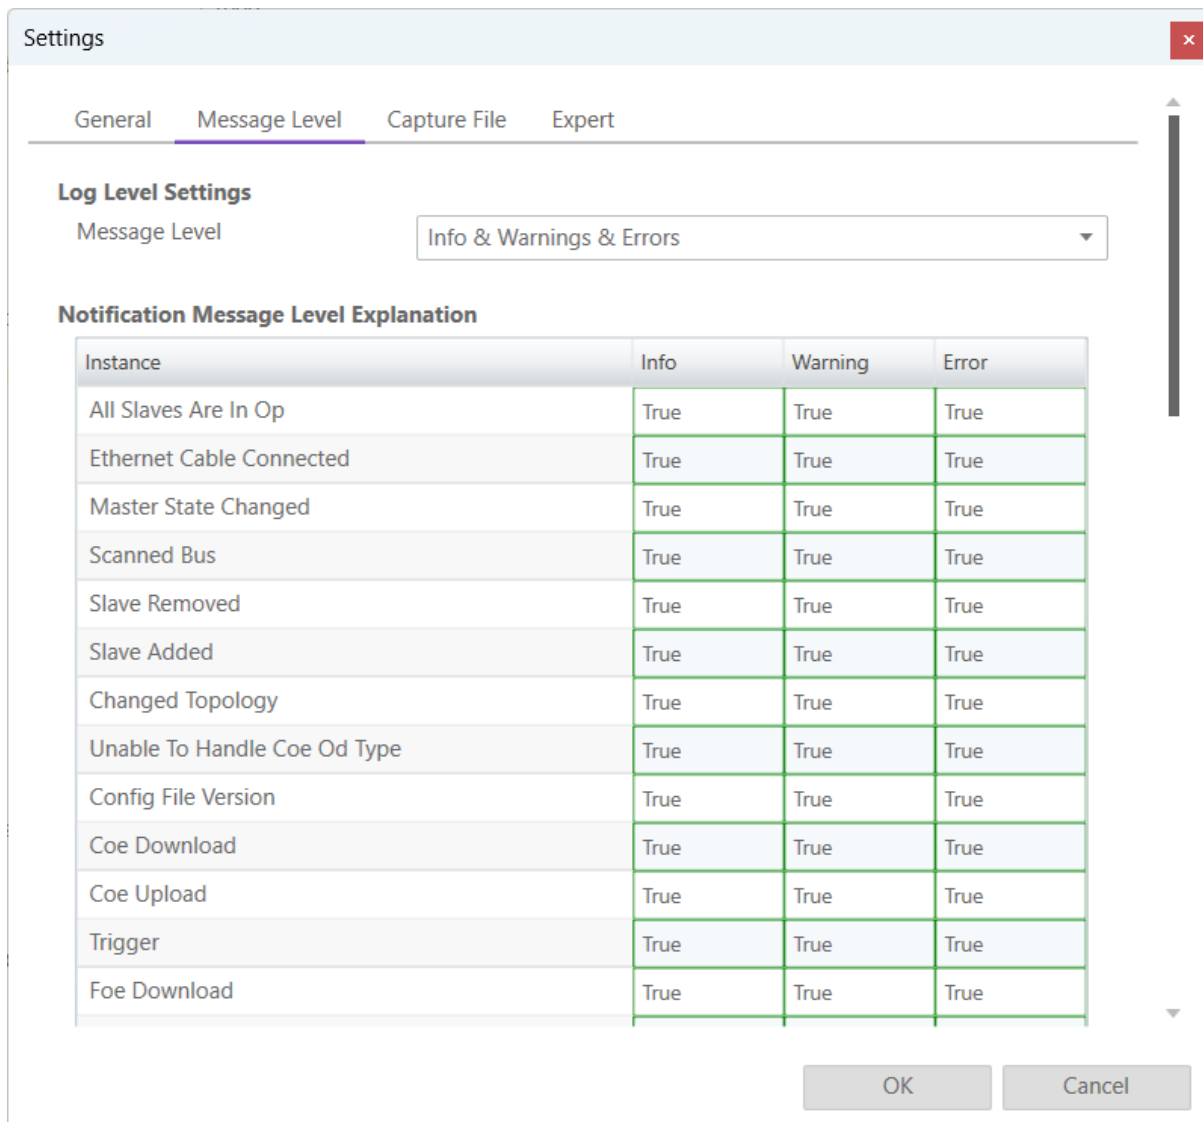 Settings
General Message Level Capture File Expert
Log Level Settings
Message Level Info & Warnings & Errors
Notification Message Level Explanation
Instance Info Warning Error
All Slaves Are In Op True True True
Ethernet Cable Connected True True True
Master State Changed True True True
Scanned Bus True True True
Slave Removed True True True
Slave Added True True True
Changed Topology True True True
Unable To Handle Coe Od Type True True True
Config File Version True True True
Coe Download True True True
Coe Upload True True True
Trigger True True True
Foe Download True True True
OK Cancel